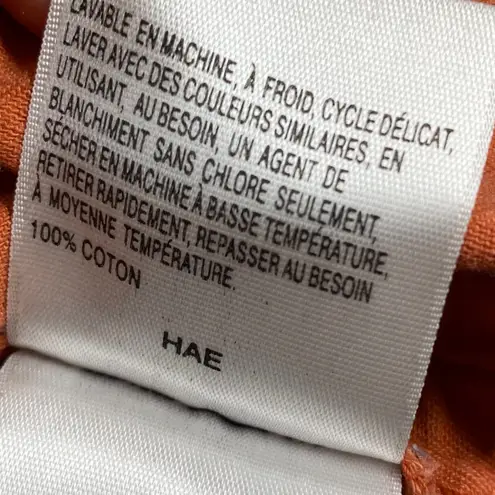 LAVABLE EN MACHINE, À FROID, CYCLE DÉLICAT,
LAVER AVEC DES COULEURS SIMILAIRES, EN
UTILISANT, AU BESOIN, UN AGENT DE
BLANCHIMENT SANS CHLORE SEULEMENT,
SÉCHER EN MACHINE À BASSE TEMPÉRATURE,
RETIRER RAPIDEMENT, REPASSER AU BESOIN
À MOYENNE TEMPÉRATURE.
100% COTON
HAE